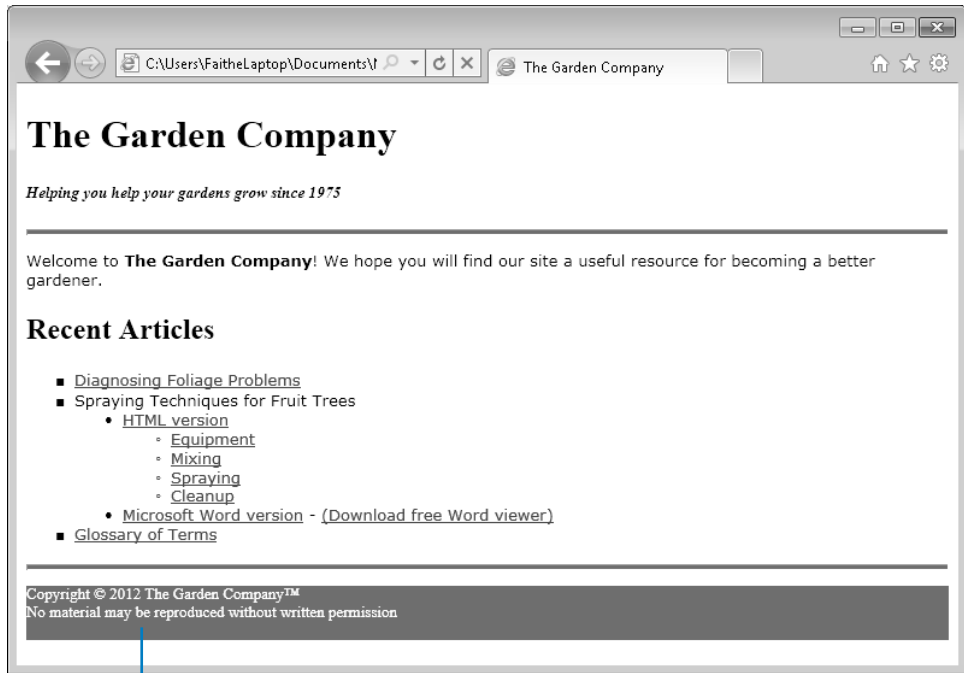 C:\Users\FaitheLaptop\Documents\
The Garden Company
The Garden Company
Helping you help your gardens grow since 1975
Welcome to The Garden Company! We hope you will find our site a useful resource for becoming a better
gardener.
Recent Articles
Diagnosing Foliage Problems
Spraying Techniques for Fruit Trees
HTML version
Equipment
Mixing
Spraying
Cleanup
Microsoft Word version - (Download free Word viewer)
Glossary of Terms
Copyright © 2012 The Garden Company™
No material may be reproduced without written permission